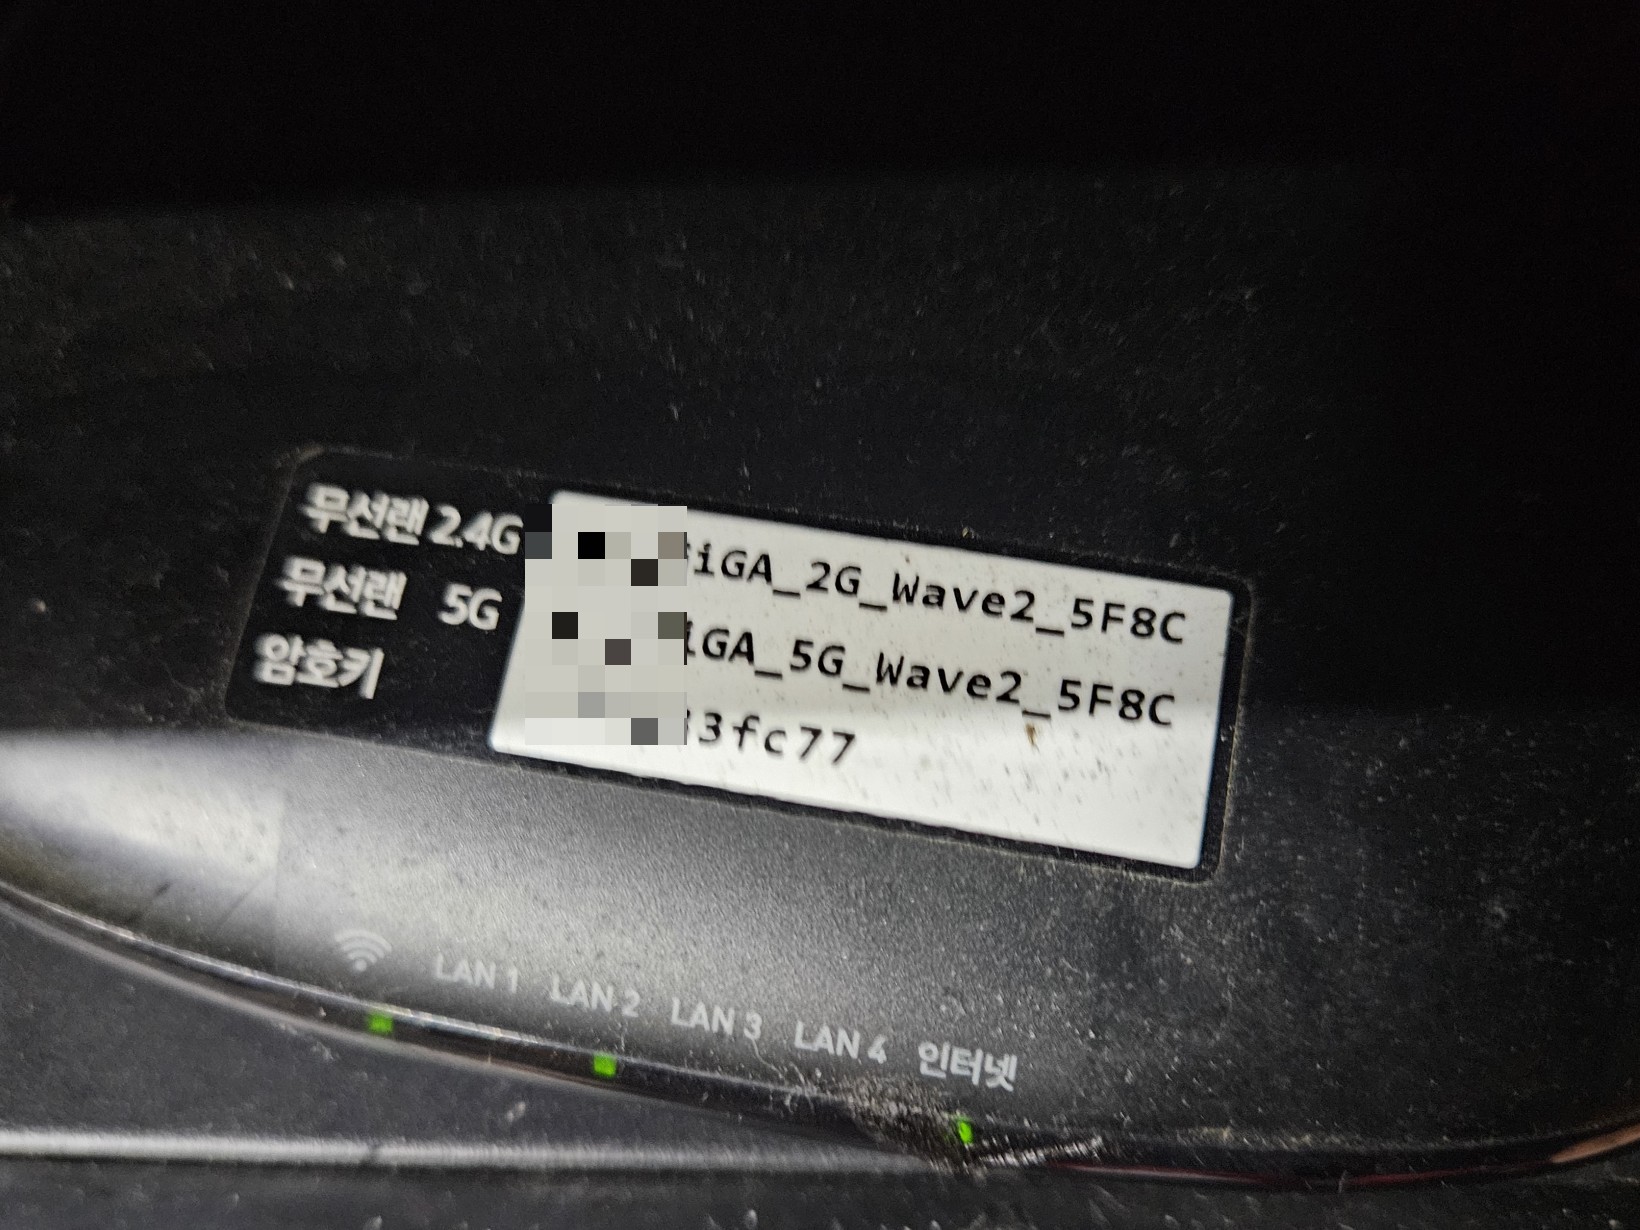 무선랜 2.4G iGA_2G_Wave2_5F8C
무선랜 5G iGA_5G_Wave2_5F8C
암호키 3fc77
LAN 1 LAN 2 LAN 3 LAN 4 인터넷